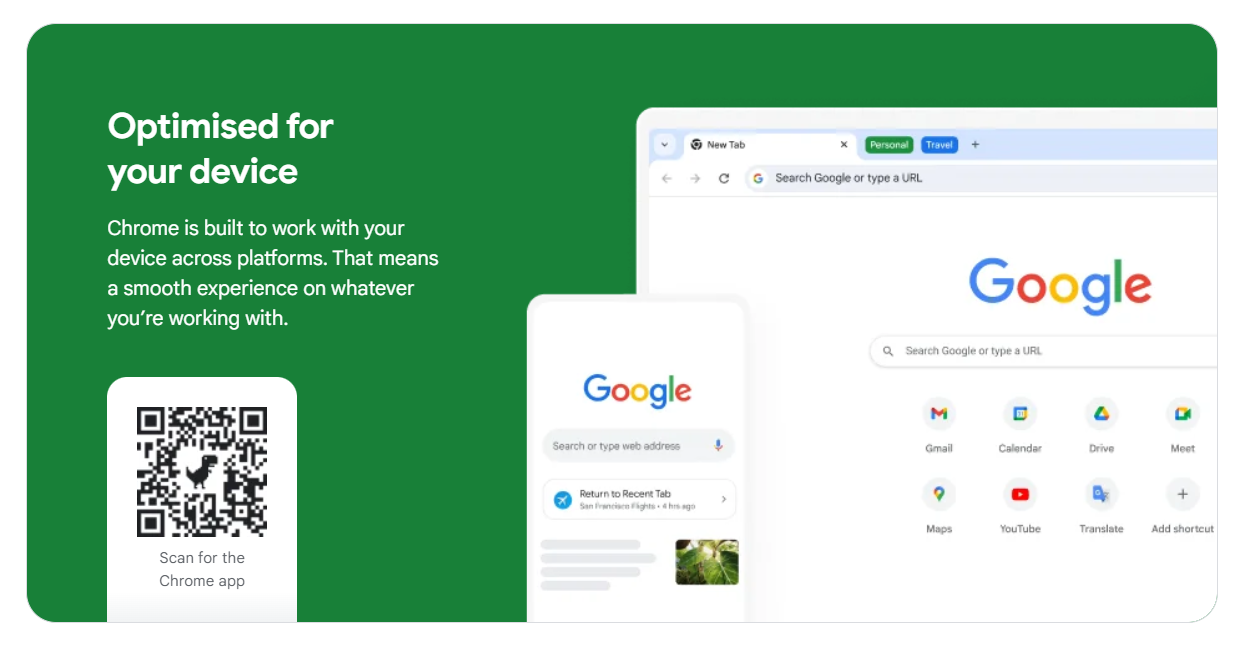 Optimised for
your device
Chrome is built to work with your
device across platforms. That means
a smooth experience on whatever
you’re working with.
Scan for the
Chrome app
New Tab
Personal
Travel
Search Google or type a URL
Google
Search Google or type a URL
Gmail
Calendar
Drive
Meet
Maps
YouTube
Translate
Add shortcut
Google
Search or type web address
Return to Recent Tab
San Francisco Flights • 4 hrs ago